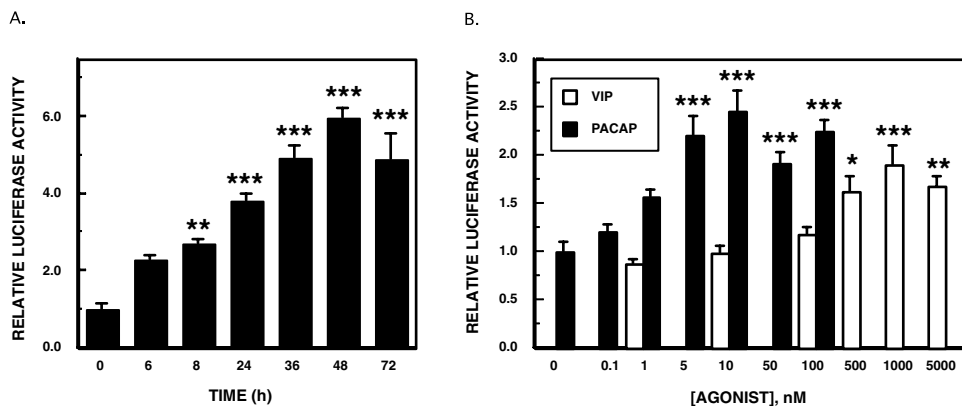 A.
RELATIVE LUCIFERASE ACTIVITY
6.0
4.0
2.0
0.0
**
***
***
***
***
0 6 8 24 36 48 72
TIME (h)
B.
RELATIVE LUCIFERASE ACTIVITY
3.0
2.5
2.0
1.5
1.0
0.5
0.0
VIP
PACAP
***
***
***
***
*
***
**
0 0.1 1 5 10 50 100 500 1000 5000
[AGONIST], nM